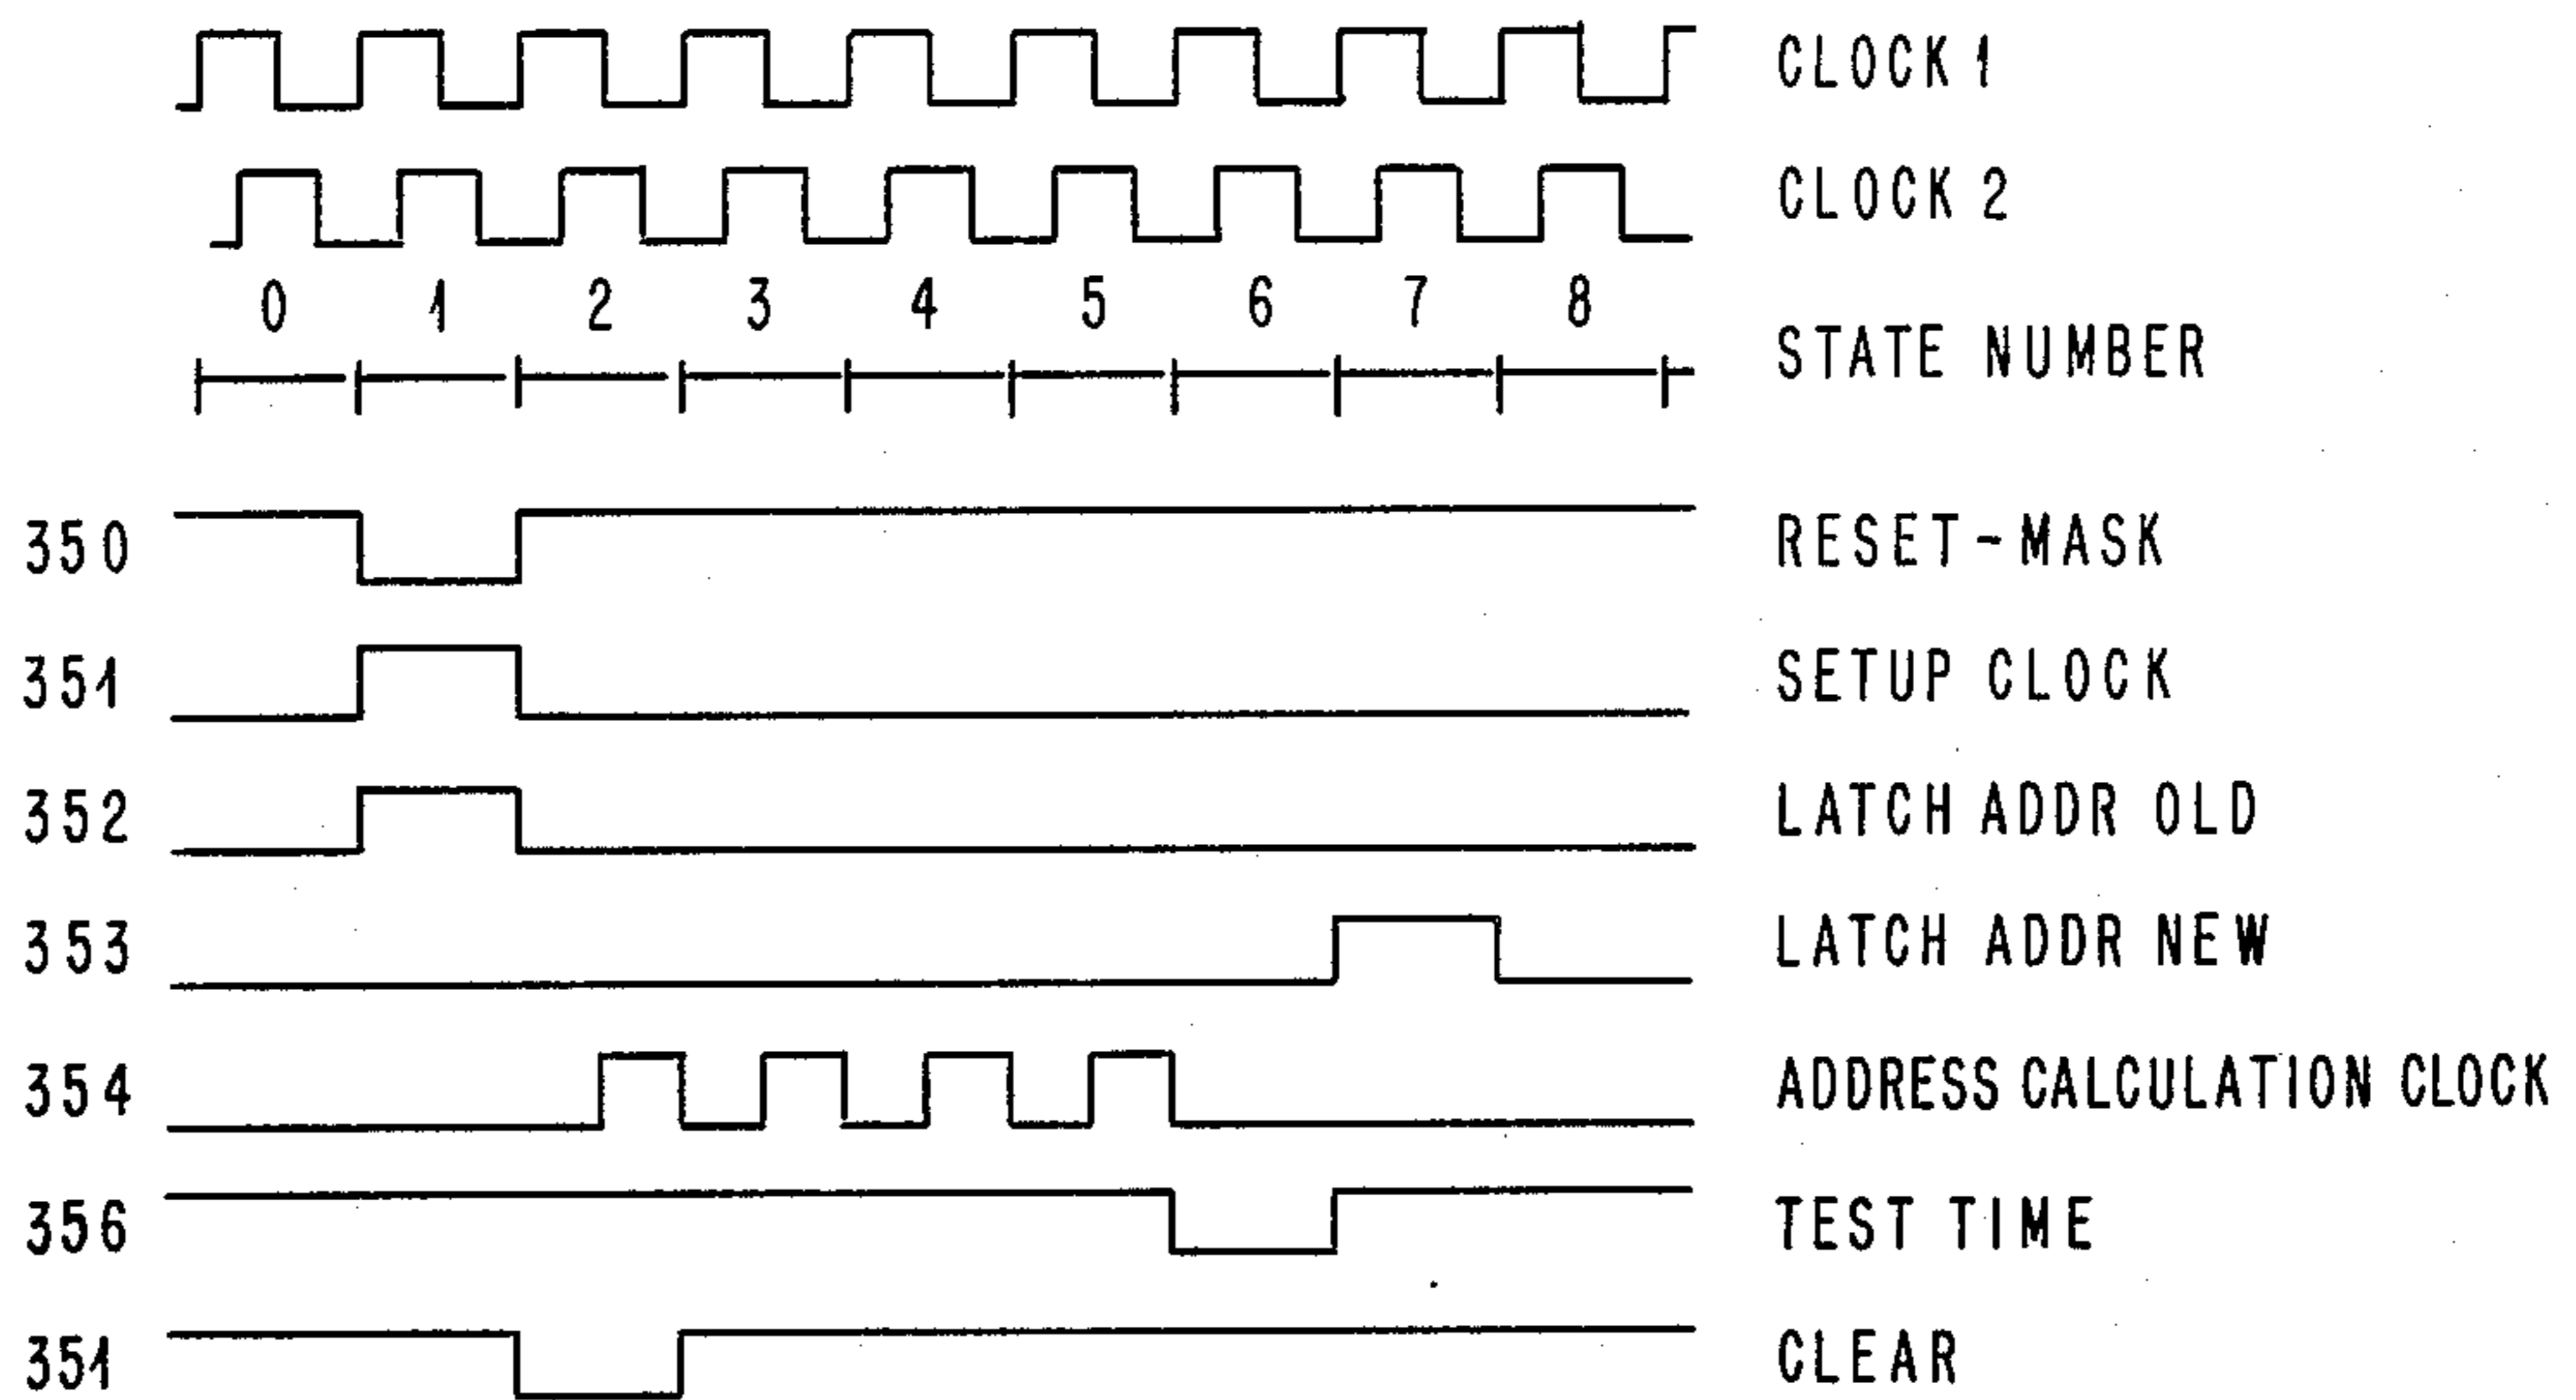 CLOCK 1
CLOCK 2
0 1 2 3 4 5 6 7 8
STATE NUMBER
350 RESET-MASK
351 SETUP CLOCK
352 LATCH ADDR OLD
353 LATCH ADDR NEW
354 ADDRESS CALCULATION CLOCK
356 TEST TIME
351 CLEAR